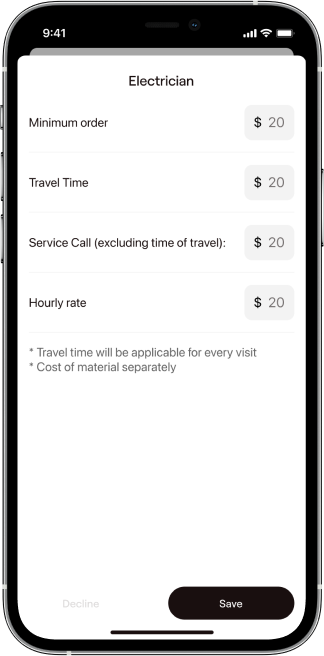 9:41
Electrician
Minimum order $ 20
Travel Time $ 20
Service Call (excluding time of travel): $ 20
Hourly rate $ 20
* Travel time will be applicable for every visit
* Cost of material separately
Decline Save